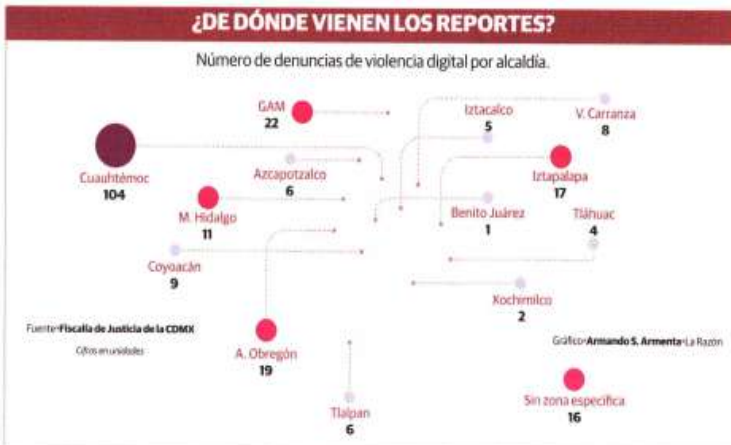 ¿DE DÓNDE VIENEN LOS REPORTES?
Número de denuncias de violencia digital por alcaldía.
GAM
22
Iztacalco
5
V. Carranza
8
Cuauhtémoc
104
Azcapotzalco
6
Iztapalapa
17
M. Hidalgo
11
Benito Juárez
1
Tláhuac
4
Coyoacán
9
Xochimilco
2
Fuente•Fiscalía de Justicia de la CDMX
Cifras en unidades
A. Obregón
19
Gráfico•Armando S. Armenta•La Razón
Tlalpan
6
Sin zona específica
16